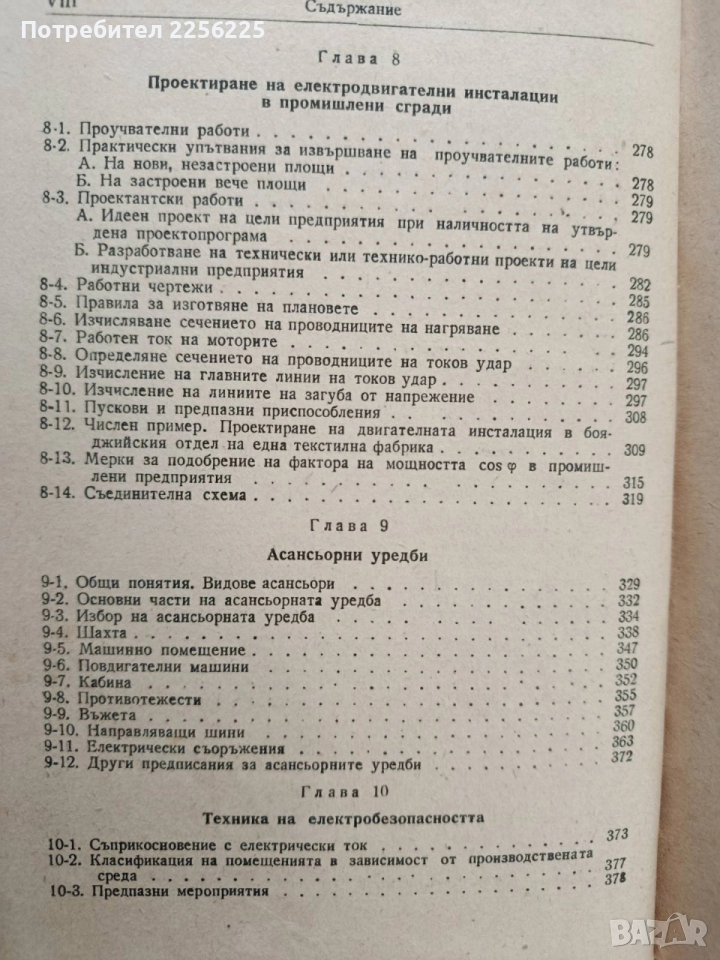 VIII Съдържание
Потребител 2256225
Глава 8
Проектиране на електродвигателни инсталации
в промишлени сгради
8-1. Проучвателни работи . . . . . . . . . . . . . . . 278
8-2. Практически упътвания за извършване на проучвателните работи:
А. На нови, незастроени площи . . . . . . . . . . . . 278
Б. На застроени вече площи . . . . . . . . . . . . 279
8-3. Проектантски работи . . . . . . . . . . . . . . . 279
А. Идеен проект на цели предприятия при наличността на утвър-
дена проектопрограма . . . . . . . . . . . . . 279
Б. Разработване на технически или технико-работни проекти на цели
индустриални предприятия . . . . . . . . . . . . 282
8-4. Работни чертежи . . . . . . . . . . . . . . . 285
8-5. Правила за изготвяне на плановете . . . . . . . . . . 286
8-6. Изчисляване сечението на проводниците на нагряване . . . . . 286
8-7. Работен ток на моторите . . . . . . . . . . . . . 294
8-8. Определяне сечението на проводниците на токов удар . . . . . 296
8-9. Изчисление на главните линии на токов удар . . . . . . . . 297
8-10. Изчисление на линиите на загуба от напрежение . . . . . . 297
8-11. Пускови и предпазни приспособления . . . . . . . . . 308
8-12. Числен пример. Проектиране на двигателната инсталация в боя-
джийския отдел на една текстилна фабрика . . . . . . . . 309
8-13. Мерки за подобрение на фактора на мощността cos φ в промиш-
лени предприятия . . . . . . . . . . . . . . . 315
8-14. Съединителна схема . . . . . . . . . . . . . . . 319
Глава 9
Асансьорни уредби
9-1. Общи понятия. Видове асансьори . . . . . . . . . . . 329
9-2. Основни части на асансьорната уредба . . . . . . . . . 332
9-3. Избор на асансьорната уредба . . . . . . . . . . . . 334
9-4. Шахта . . . . . . . . . . . . . . . . . . . 338
9-5. Машинно помещение . . . . . . . . . . . . . . 347
9-6. Повдигателни машини . . . . . . . . . . . . . . 350
9-7. Кабина . . . . . . . . . . . . . . . . . . . 352
9-8. Противотежести . . . . . . . . . . . . . . . . 355
9-9. Въжета . . . . . . . . . . . . . . . . . . . 357
9-10. Направляващи шини . . . . . . . . . . . . . . 360
9-11. Електрически съоръжения . . . . . . . . . . . . . 363
9-12. Други предписания за асансьорните уредби . . . . . . . . 372
Глава 10
Техника на електробезопасността
10-1. Съприкосновение с електрически ток . . . . . . . . . . 373
10-2. Класификация на помещенията в зависимост от производствената
среда . . . . . . . . . . . . . . . . . . . 377
10-3. Предпазни мероприятия . . . . . . . . . . . . . 378
BAZAR